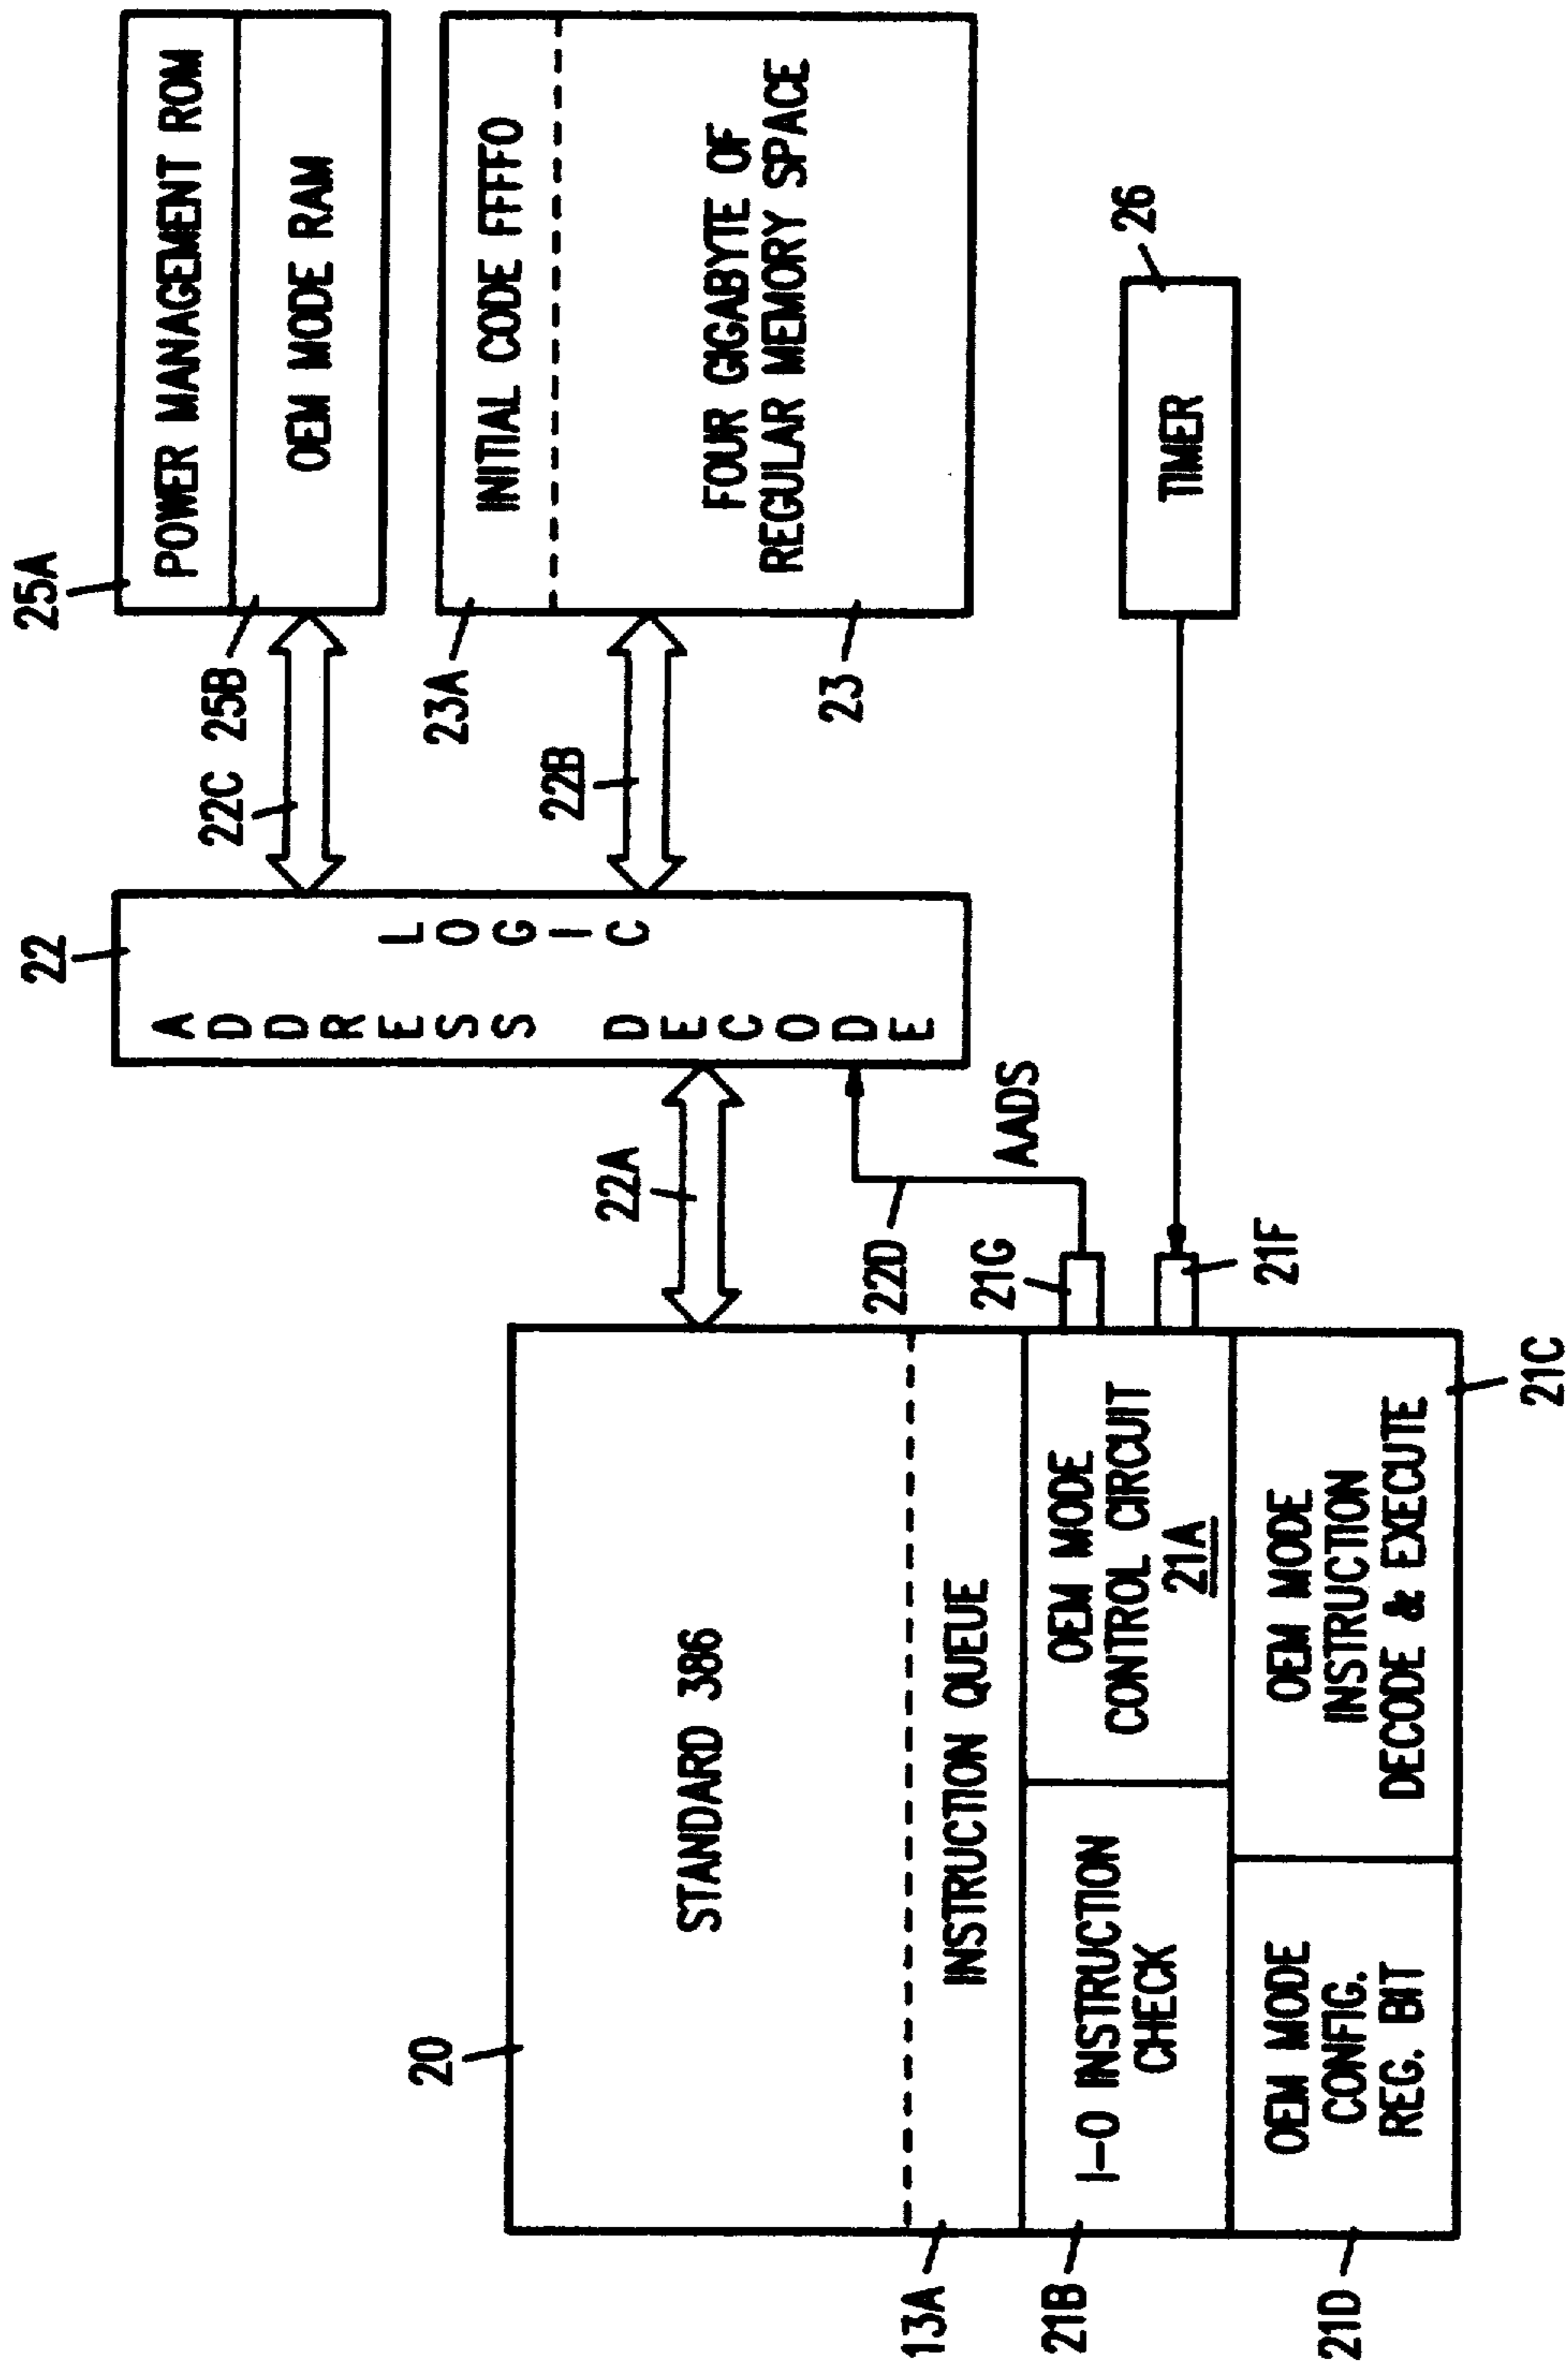 25A
POWER MANAGEMENT ROM
22
22C
25B
OEM MODE RAM
20
22A
22B
23A
INITIAL CODE FFFF0
ADDRESS DECODE
LOGIC
STANDARD 386
FOUR GIGABYTE OF
REGULAR MEMORY SPACE
23
22D
13A
INSTRUCTION QUEUE
21G
AADS
21B
I-O INSTRUCTION
CHECK
OEM MODE
CONTROL CIRCUIT
21A
26
TIMER
21F
21D
OEM MODE
CONFIG.
REG. BIT
OEM MODE
INSTRUCTION
DECODE & EXECUTE
21C